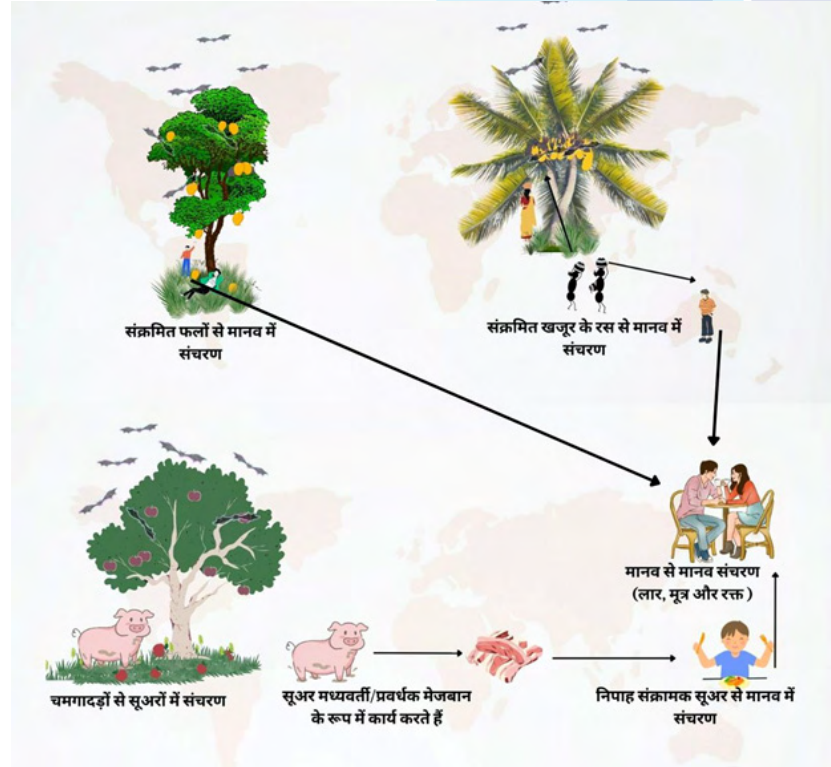 संक्रमित फलों से मानव में
संचरण
संक्रमित खजूर के रस से मानव में
संचरण
मानव से मानव संचरण
(लार, मूत्र और रक्त )
चमगादड़ों से सूअरों में संचरण
सूअर मध्यवर्ती/प्रवर्धक मेजबान
के रूप में कार्य करते हैं
निपाह संक्रामक सूअर से मानव में
संचरण